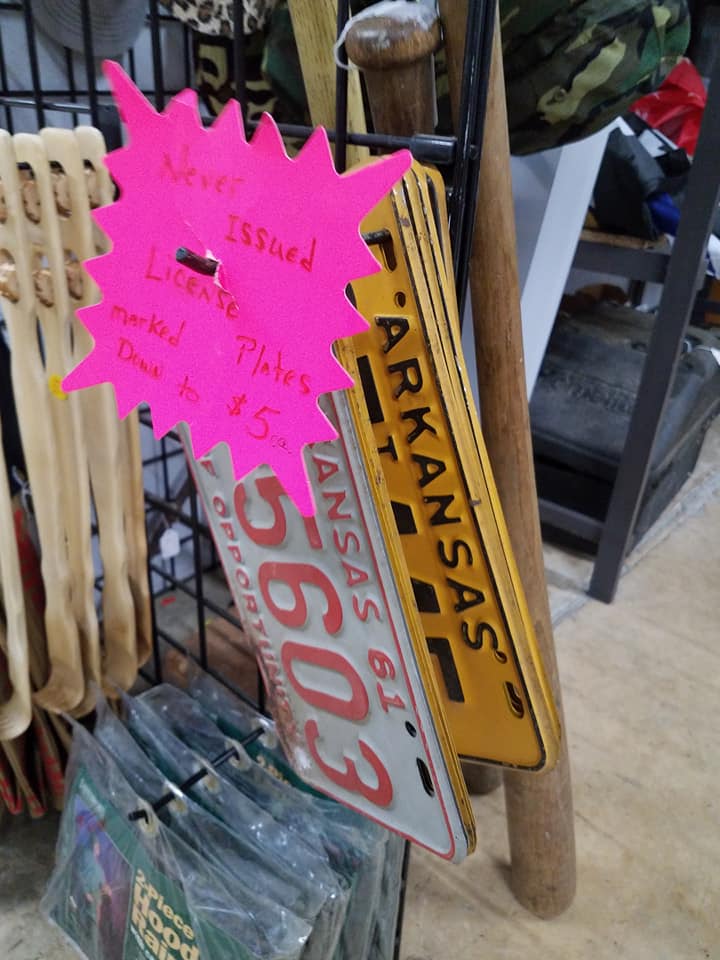 Never
Issued
License
Plates
marked
Down to $5 ea.
ARKANSAS
ANSAS 61
5603
OPPORTUNITY
2-Piece
Hood